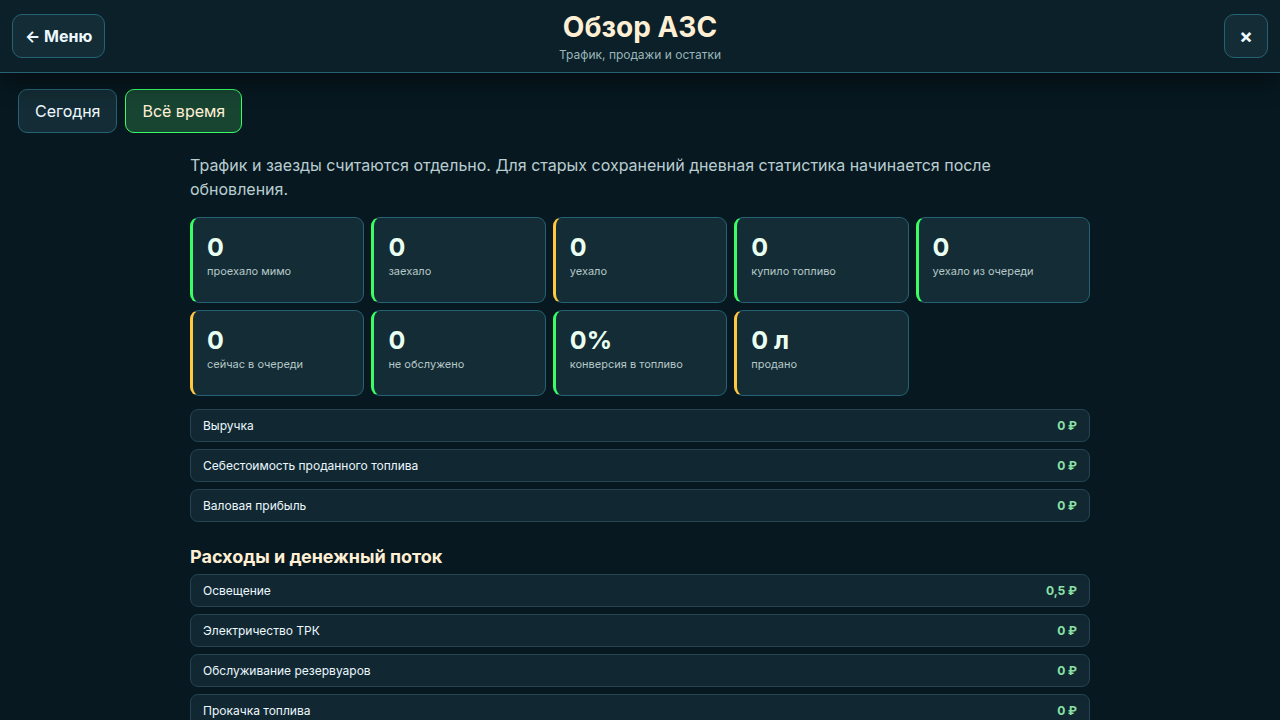 ← Меню
Обзор АЗС
Трафик, продажи и остатки
×
Сегодня
Всё время
Трафик и заезды считаются отдельно. Для старых сохранений дневная статистика начинается после
обновления.
0
проехало мимо
0
заехало
0
уехало
0
купило топливо
0
уехало из очереди
0
сейчас в очереди
0
не обслужено
0%
конверсия в топливо
0 л
продано
Выручка 0 ₽
Себестоимость проданного топлива 0 ₽
Валовая прибыль 0 ₽
Расходы и денежный поток
Освещение 0,5 ₽
Электричество ТРК 0 ₽
Обслуживание резервуаров 0 ₽
Прокачка топлива 0 ₽